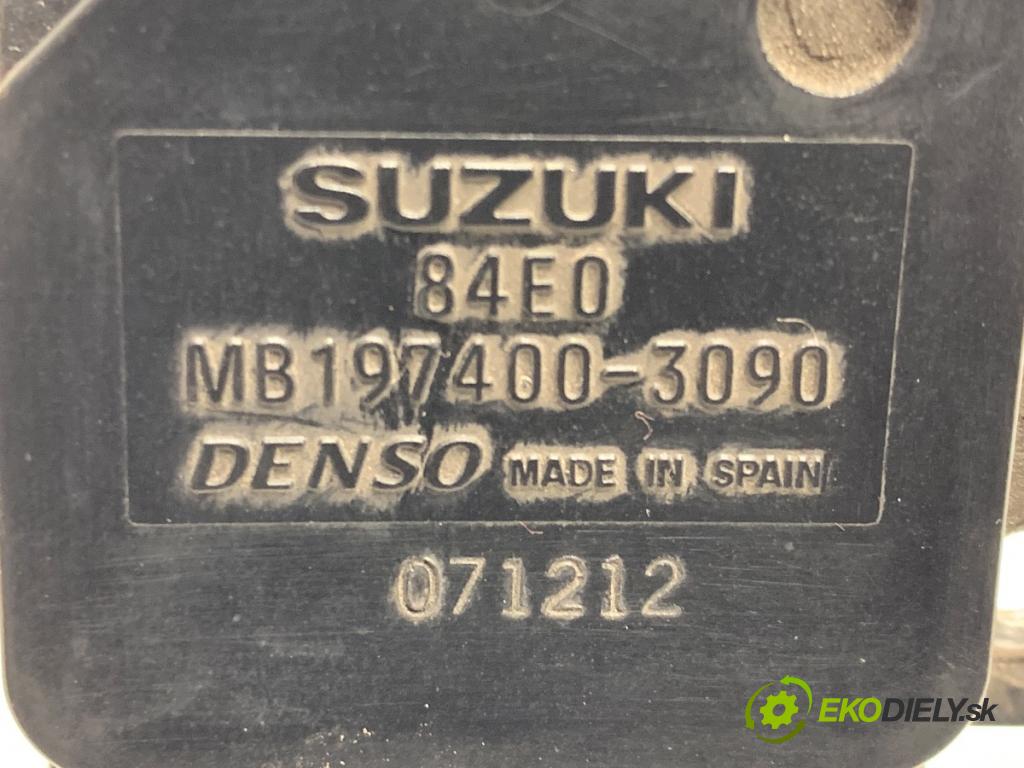 SUZUKI
84E0
MB197400-3090
DENSO MADE IN SPAIN
071212
EKODIELY.sk